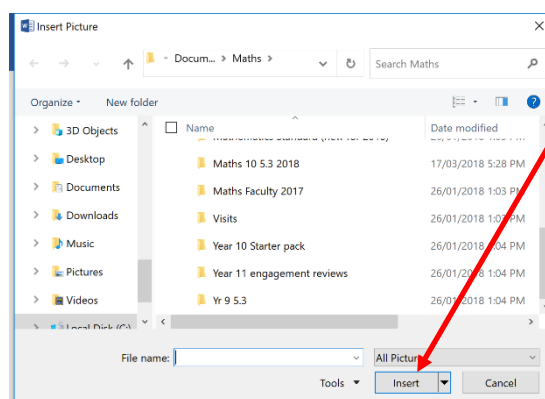 Insert Picture
Docum... > Maths >
Search Maths
Organize
New folder
3D Objects
Desktop
Documents
Downloads
Music
Pictures
Videos
Local Disk (C:)
Name
Date modified
Maths 10 5.3 2018
17/03/2018 5:28 PM
Maths Faculty 2017
26/01/2018 1:03 PM
Visits
26/01/2018 1:03 PM
Year 10 Starter pack
26/01/2018 1:04 PM
Year 11 engagement reviews
26/01/2018 1:04 PM
Yr 9 5.3
26/01/2018 1:04 PM
File name:
All Pictur
Tools
Insert
Cancel